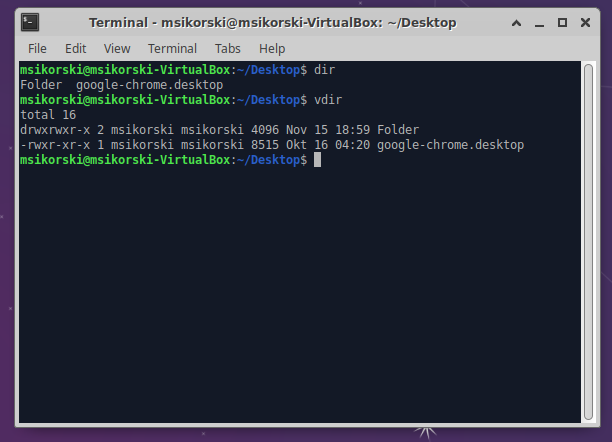 Terminal - msikorski@msikorski-VirtualBox: ~/Desktop
File Edit View Terminal Tabs Help
msikorski@msikorski-VirtualBox:~/Desktop$ dir
Folder  google-chrome.desktop
msikorski@msikorski-VirtualBox:~/Desktop$ vdir
total 16
drwxrwxr-x 2 msikorski msikorski 4096 Nov 15 18:59 Folder
-rwxr-xr-x 1 msikorski msikorski 8515 Okt 16 04:20 google-chrome.desktop
msikorski@msikorski-VirtualBox:~/Desktop$